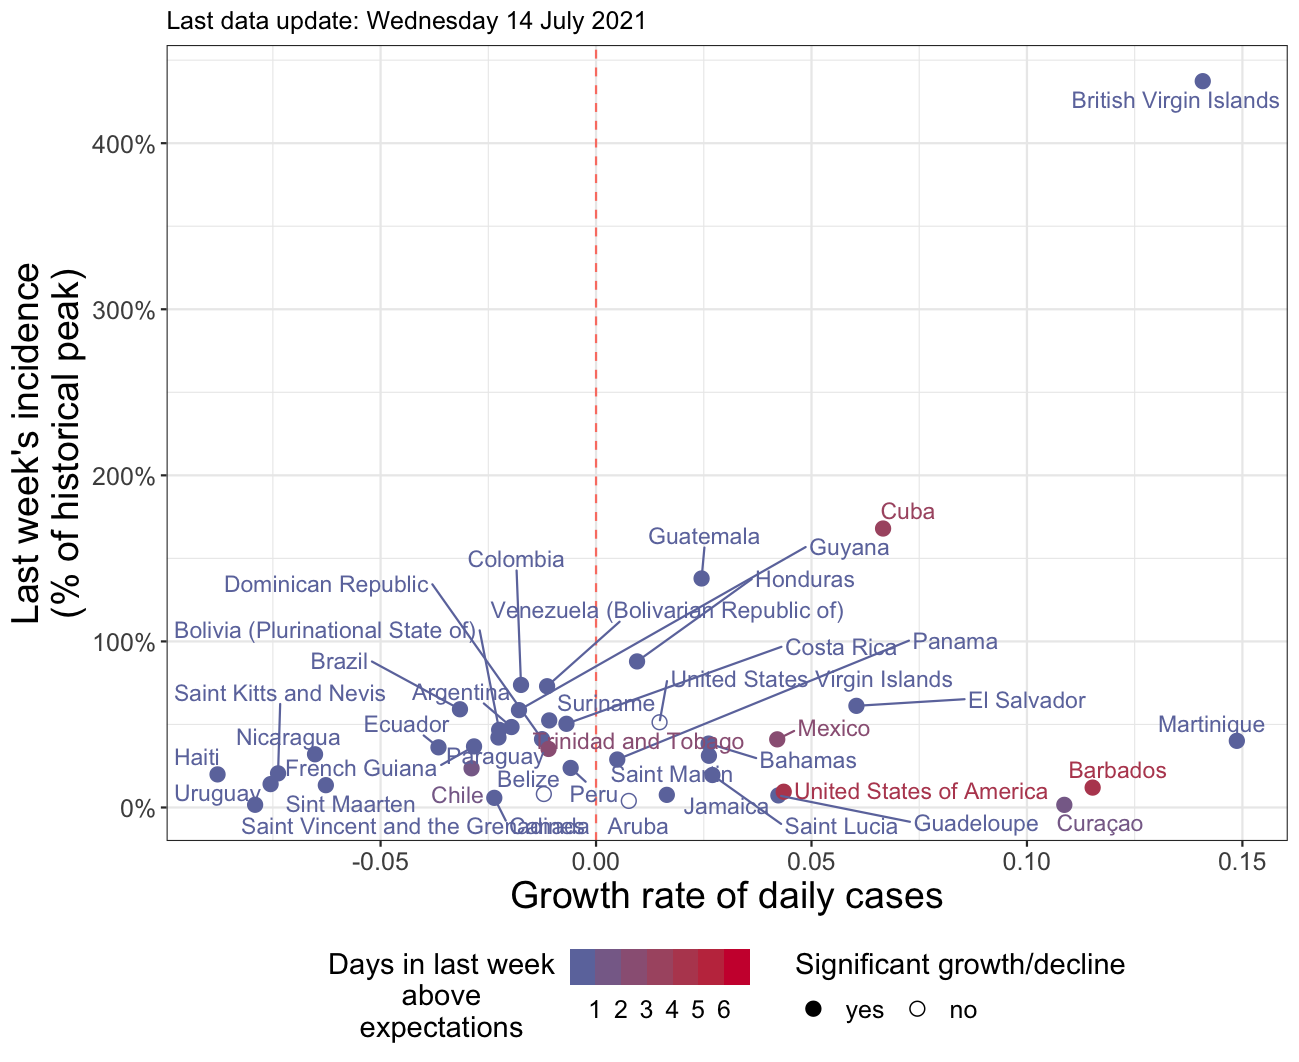 Last data update: Wednesday 14 July 2021
British Virgin Islands
400%
300%
200%
100%
0%
Last week's incidence
(% of historical peak)
Cuba
Guatemala
Guyana
Colombia
Honduras
Dominican Republic
Venezuela (Bolivarian Republic of)
Bolivia (Plurinational State of)
Panama
Costa Rica
Brazil
United States Virgin Islands
Saint Kitts and Nevis
Argentina
El Salvador
Suriname
Ecuador
Mexico
Martinique
Nicaragua
Trinidad and Tobago
Haiti
Paraguay
Bahamas
French Guiana
Saint Martin
Barbados
Belize
Uruguay
Chile
Peru
United States of America
Sint Maarten
Jamaica
Saint Vincent and the Grenadines
Canada
Aruba
Saint Lucia
Guadeloupe
Curaçao
-0.05
0.00
0.05
0.10
0.15
Growth rate of daily cases
Days in last week
above
expectations
1 2 3 4 5 6
Significant growth/decline
yes
no